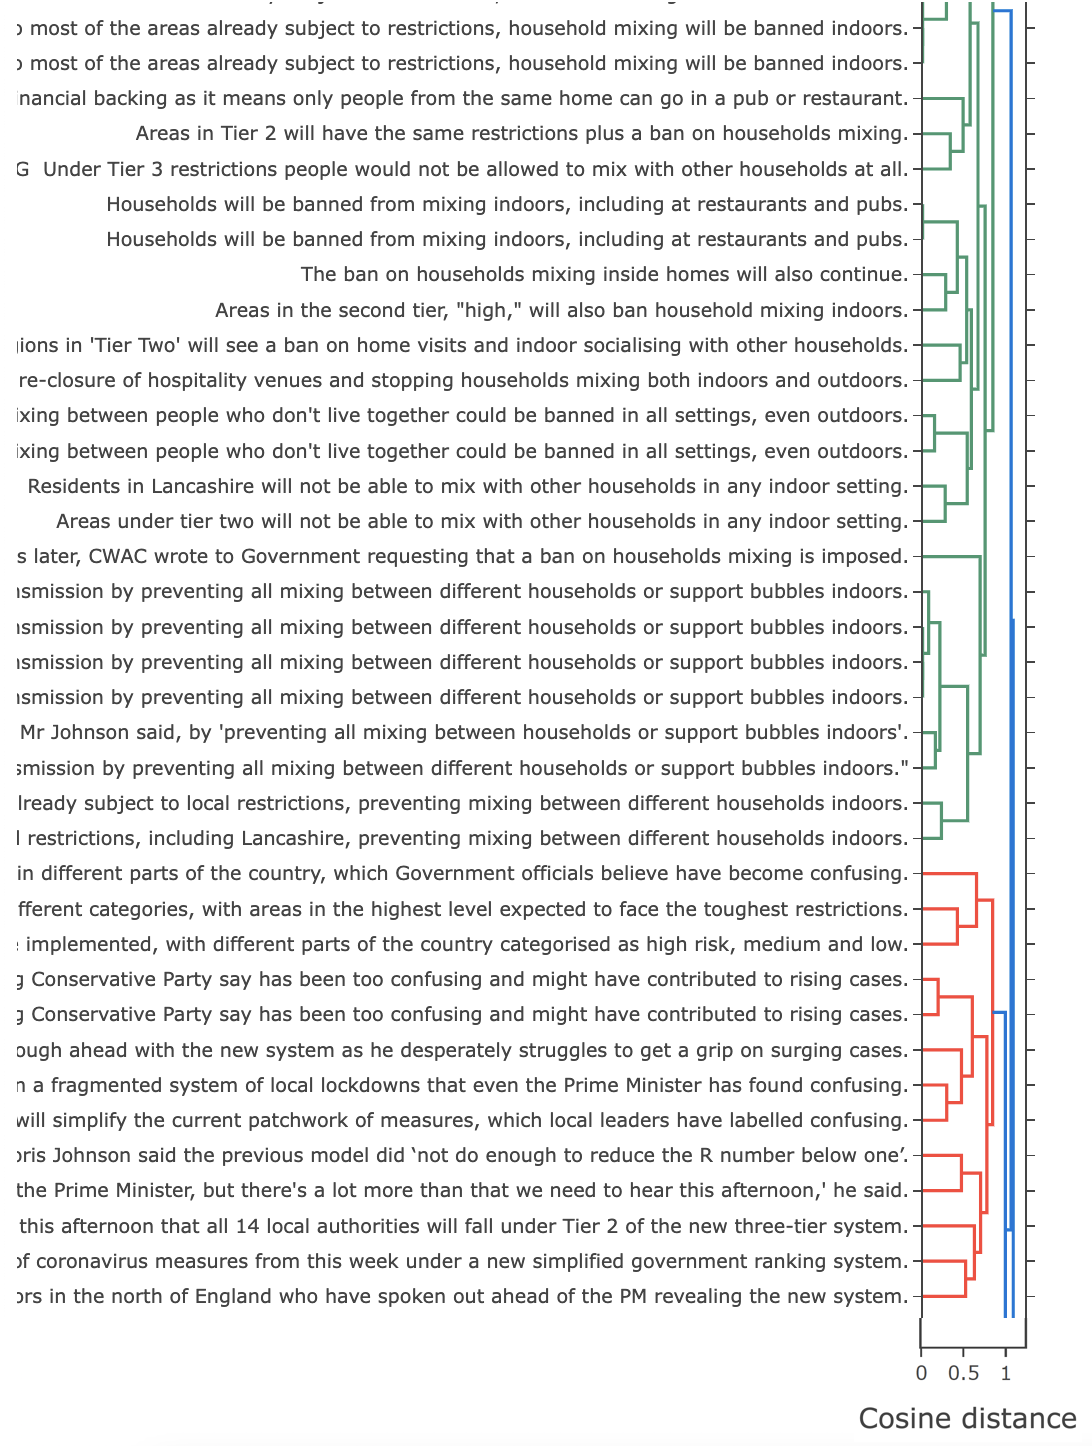 most of the areas already subject to restrictions, household mixing will be banned indoors.
most of the areas already subject to restrictions, household mixing will be banned indoors.
backing as it means only people from the same home can go in a pub or restaurant.
Areas in Tier 2 will have the same restrictions plus a ban on households mixing.
G Under Tier 3 restrictions people would not be allowed to mix with other households at all.
Households will be banned from mixing indoors, including at restaurants and pubs.
Households will be banned from mixing indoors, including at restaurants and pubs.
The ban on households mixing inside homes will also continue.
Areas in the second tier, "high," will also ban household mixing indoors.
in 'Tier Two' will see a ban on home visits and indoor socialising with other households.
re-closure of hospitality venues and stopping households mixing both indoors and outdoors.
between people who don't live together could be banned in all settings, even outdoors.
between people who don't live together could be banned in all settings, even outdoors.
Residents in Lancashire will not be able to mix with other households in any indoor setting.
Areas under tier two will not be able to mix with other households in any indoor setting.
s later, CWAC wrote to Government requesting that a ban on households mixing is imposed.
by preventing all mixing between different households or support bubbles indoors.
by preventing all mixing between different households or support bubbles indoors.
by preventing all mixing between different households or support bubbles indoors.
by preventing all mixing between different households or support bubbles indoors.
Mr Johnson said, by 'preventing all mixing between households or support bubbles indoors'.
smission by preventing all mixing between different households or support bubbles indoors."
lready subject to local restrictions, preventing mixing between different households indoors.
l restrictions, including Lancashire, preventing mixing between different households indoors.
in different parts of the country, which Government officials believe have become confusing.
fferent categories, with areas in the highest level expected to face the toughest restrictions.
implemented, with different parts of the country categorised as high risk, medium and low.
g Conservative Party say has been too confusing and might have contributed to rising cases.
g Conservative Party say has been too confusing and might have contributed to rising cases.
ough ahead with the new system as he desperately struggles to get a grip on surging cases.
n a fragmented system of local lockdowns that even the Prime Minister has found confusing.
will simplify the current patchwork of measures, which local leaders have labelled confusing.
oris Johnson said the previous model did ‘not do enough to reduce the R number below one’.
the Prime Minister, but there's a lot more than that we need to hear this afternoon,' he said.
this afternoon that all 14 local authorities will fall under Tier 2 of the new three-tier system.
of coronavirus measures from this week under a new simplified government ranking system.
ors in the north of England who have spoken out ahead of the PM revealing the new system.
0 0.5 1
Cosine distance